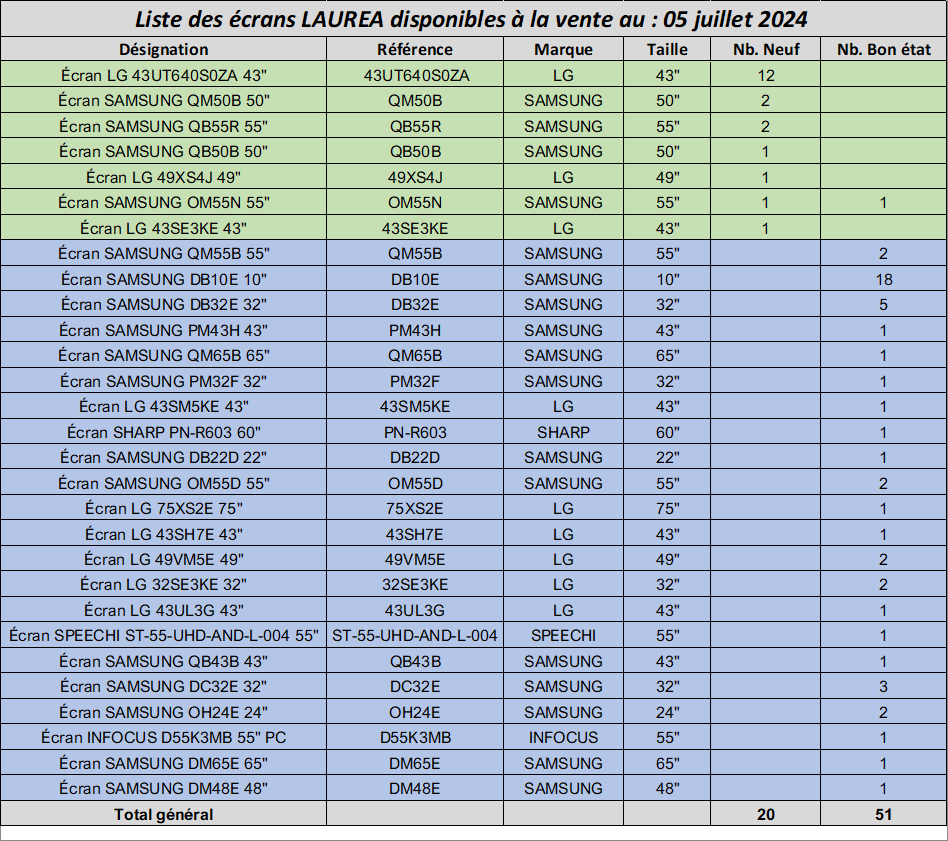 Liste des écrans LAUREA disponibles à la vente au : 05 juillet 2024
Désignation Référence Marque Taille Nb. Neuf Nb. Bon état
Écran LG 43UT640S0ZA 43" 43UT640S0ZA LG 43" 12
Écran SAMSUNG QM50B 50" QM50B SAMSUNG 50" 2
Écran SAMSUNG QB55R 55" QB55R SAMSUNG 55" 2
Écran SAMSUNG QB50B 50" QB50B SAMSUNG 50" 1
Écran LG 49XS4J 49" 49XS4J LG 49" 1
Écran SAMSUNG OM55N 55" OM55N SAMSUNG 55" 1 1
Écran LG 43SE3KE 43" 43SE3KE LG 43" 1
Écran SAMSUNG QM55B 55" QM55B SAMSUNG 55" 2
Écran SAMSUNG DB10E 10" DB10E SAMSUNG 10" 18
Écran SAMSUNG DB32E 32" DB32E SAMSUNG 32" 5
Écran SAMSUNG PM43H 43" PM43H SAMSUNG 43" 1
Écran SAMSUNG QM65B 65" QM65B SAMSUNG 65" 1
Écran SAMSUNG PM32F 32" PM32F SAMSUNG 32" 1
Écran LG 43SM5KE 43" 43SM5KE LG 43" 1
Écran SHARP PN-R603 60" PN-R603 SHARP 60" 1
Écran SAMSUNG DB22D 22" DB22D SAMSUNG 22" 1
Écran SAMSUNG OM55D 55" OM55D SAMSUNG 55" 2
Écran LG 75XS2E 75" 75XS2E LG 75" 1
Écran LG 43SH7E 43" 43SH7E LG 43" 1
Écran LG 49VM5E 49" 49VM5E LG 49" 2
Écran LG 32SE3KE 32" 32SE3KE LG 32" 2
Écran LG 43UL3G 43" 43UL3G LG 43" 1
Écran SPEECHI ST-55-UHD-AND-L-004 55" ST-55-UHD-AND-L-004 SPEECHI 55" 1
Écran SAMSUNG QB43B 43" QB43B SAMSUNG 43" 1
Écran SAMSUNG DC32E 32" DC32E SAMSUNG 32" 3
Écran SAMSUNG OH24E 24" OH24E SAMSUNG 24" 2
Écran INFOCUS D55K3MB 55" PC D55K3MB INFOCUS 55" 1
Écran SAMSUNG DM65E 65" DM65E SAMSUNG 65" 1
Écran SAMSUNG DM48E 48" DM48E SAMSUNG 48" 1
Total général 20 51